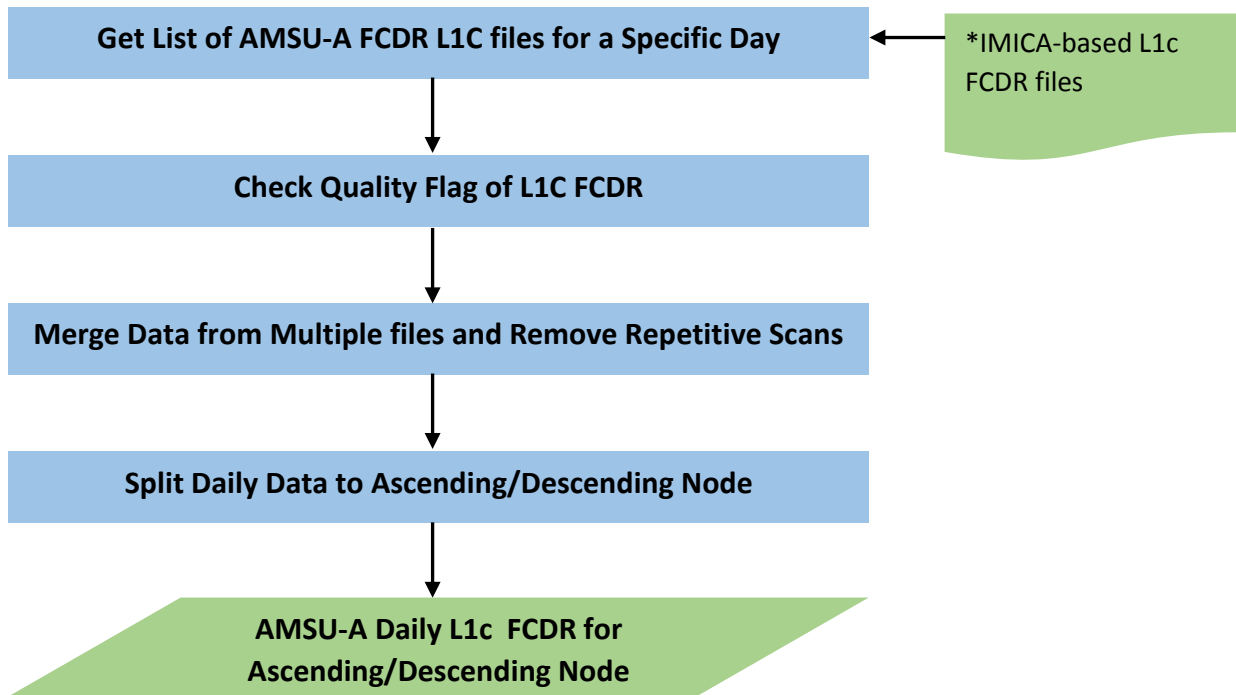 Get List of AMSU-A FCDR L1C files for a Specific Day
*IMICA-based L1c
FCDR files
Check Quality Flag of L1C FCDR
Merge Data from Multiple files and Remove Repetitive Scans
Split Daily Data to Ascending/Descending Node
AMSU-A Daily L1c  FCDR for
Ascending/Descending Node